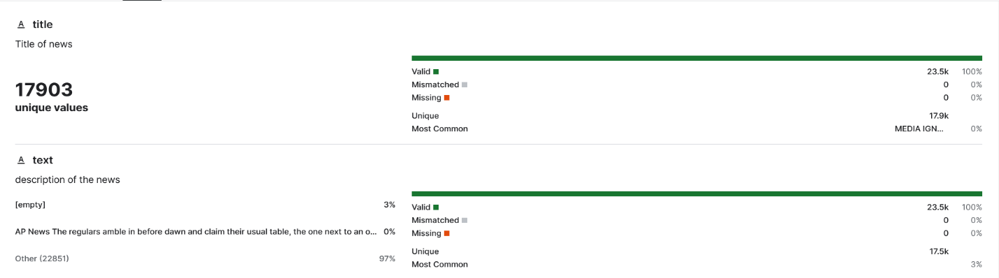 A title
Title of news
17903
unique values
Valid 23.5k 100%
Mismatched 0 0%
Missing 0 0%
Unique 17.9k
Most Common MEDIA IGN... 0%
A text
description of the news
[empty] 3%
AP News The regulars amble in before dawn and claim their usual table, the one next to an o... 0%
Other (22851) 97%
Valid 23.5k 100%
Mismatched 0 0%
Missing 0 0%
Unique 17.5k
Most Common 3%